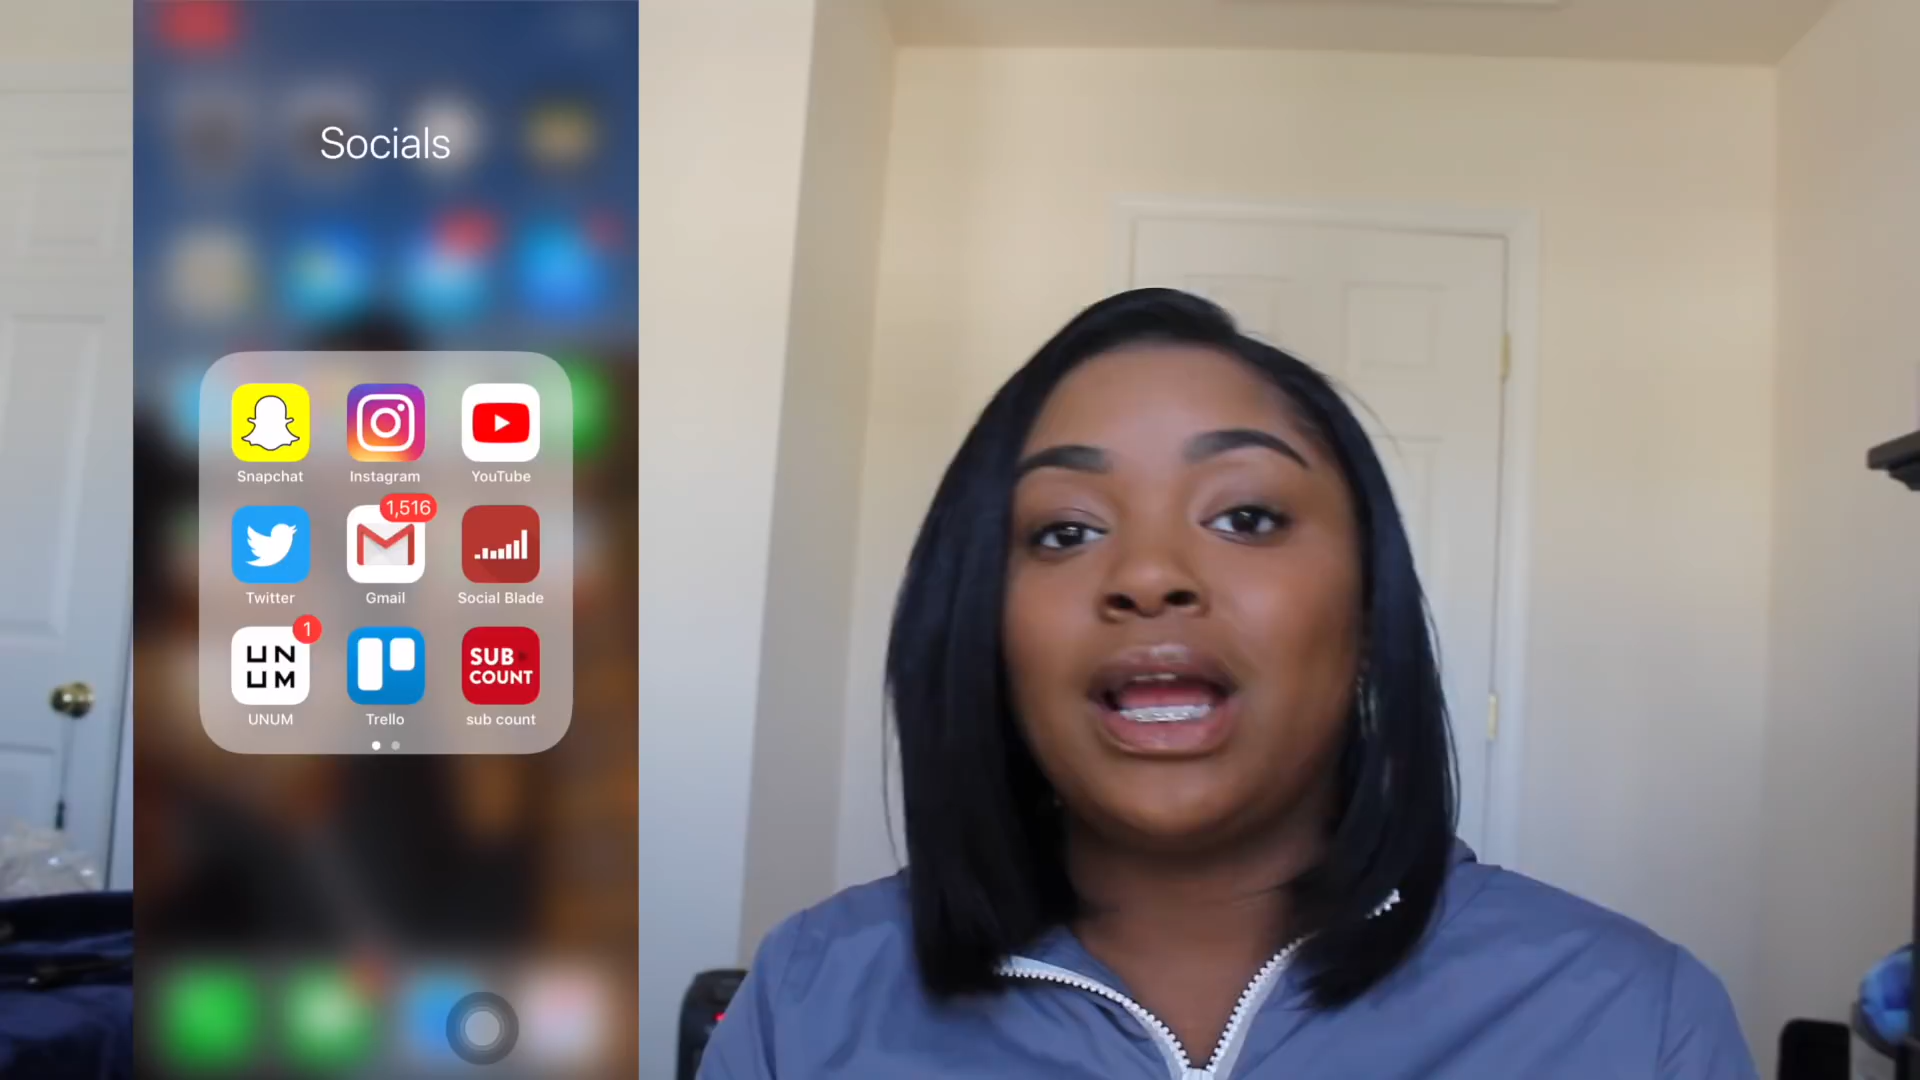 Socials
Snapchat
Instagram
YouTube
1,516
Twitter
Gmail
Social Blade
1
UN
UM
SUB
COUNT
UNUM
Trello
sub count